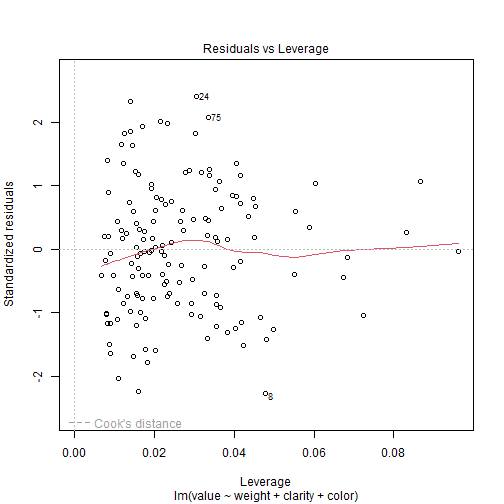 Residuals vs Leverage
Standardized residuals
2
1
0
-1
-2
24
75
8
Cook's distance
0.00 0.02 0.04 0.06 0.08
Leverage
lm(value ~ weight + clarity + color)